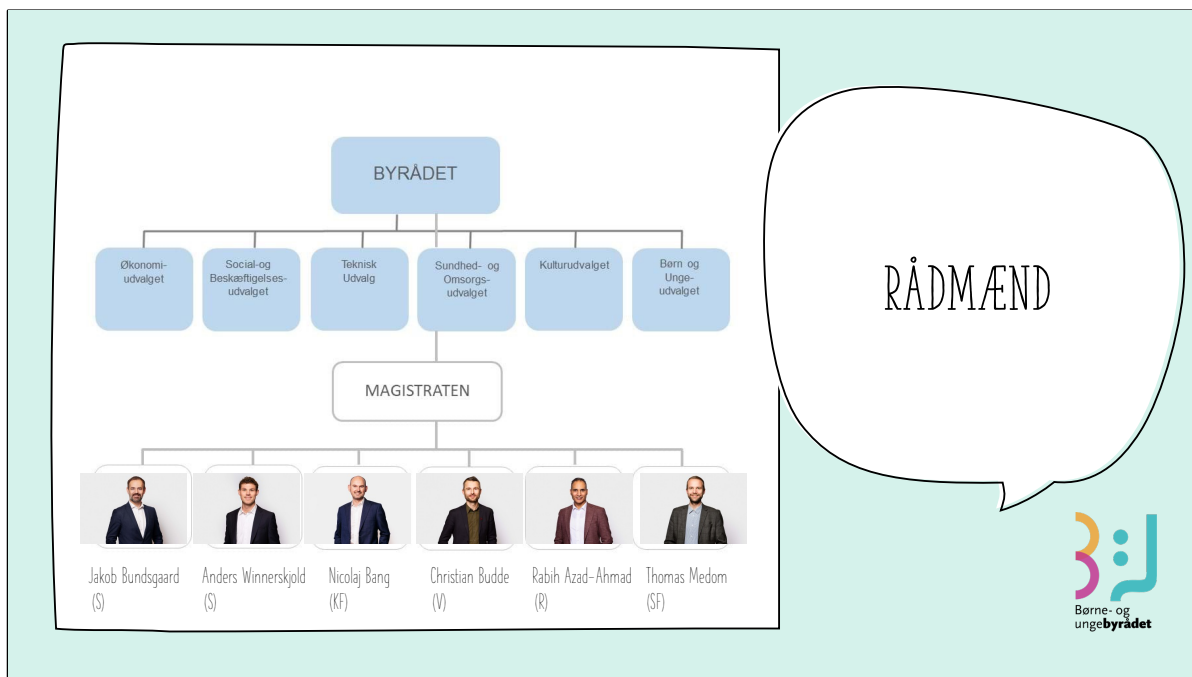 BYRÅDET
Økonomi-
udvalget
Social-og
Beskæftigelses-
udvalget
Teknisk
Udvalg
Sundhed- og
Omsorgs-
udvalget
Kulturudvalget
Børn og
Unge-
udvalget
MAGISTRATEN
Jakob Bundsgaard
(S)
Anders Winnerskjold
(S)
Nicolaj Bang
(KF)
Christian Budde
(V)
Rabih Azad-Ahmad
(R)
Thomas Medom
(SF)
RÅDMÆND
Børne- og
ungebyrådet